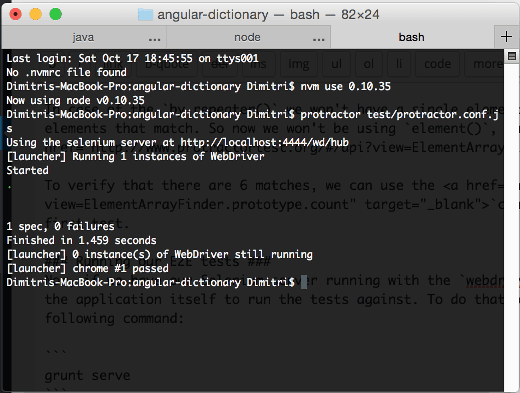 angular-dictionary — bash — 82×24
java ... node ... bash +
Last login: Sat Oct 17 18:45:55 on ttys001
No .nvmrc file found
Dimitris-MacBook-Pro:angular-dictionary Dimitri$ nvm use 0.10.35
Now using node v0.10.35
Dimitris-MacBook-Pro:angular-dictionary Dimitri$ protractor test/protractor.conf.j
s
Using the selenium server at http://localhost:4444/wd/hub
[launcher] Running 1 instances of WebDriver
Started
.
1 spec, 0 failures
Finished in 1.459 seconds
[launcher] 0 instance(s) of WebDriver still running
[launcher] chrome #1 passed
Dimitris-MacBook-Pro:angular-dictionary Dimitri$
img ul ol li code more
elements that match. So now we won't be using `element()`,
To verify that there are 6 matches, we can use the <a href=
view=ElementArrayFinder.prototype.count" target="_blank">
the application itself to run the tests against. To do that
following command:
```
grunt serve
```